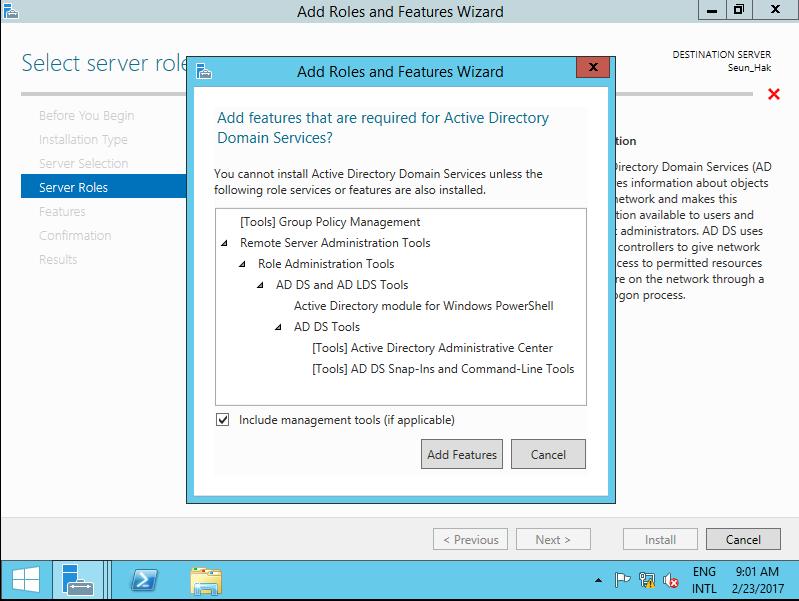 Add Roles and Features Wizard
Select server role
DESTINATION SERVER
Seun_Hak
Before You Begin
Installation Type
Server Selection
Server Roles
Features
Confirmation
Results
Add Roles and Features Wizard
Add features that are required for Active Directory
Domain Services?
You cannot install Active Directory Domain Services unless the
following role services or features are also installed.
[Tools] Group Policy Management
Remote Server Administration Tools
Role Administration Tools
AD DS and AD LDS Tools
Active Directory module for Windows PowerShell
AD DS Tools
[Tools] Active Directory Administrative Center
[Tools] AD DS Snap-Ins and Command-Line Tools
Include management tools (if applicable)
Add Features
Cancel
tion
Directory Domain Services (AD
es information about objects
network and makes this
tion available to users and
administrators. AD DS uses
controllers to give network
cess to permitted resources
re on the network through a
ogon process.
< Previous
Next >
Install
Cancel
ENG
INTL
9:01 AM
2/23/2017